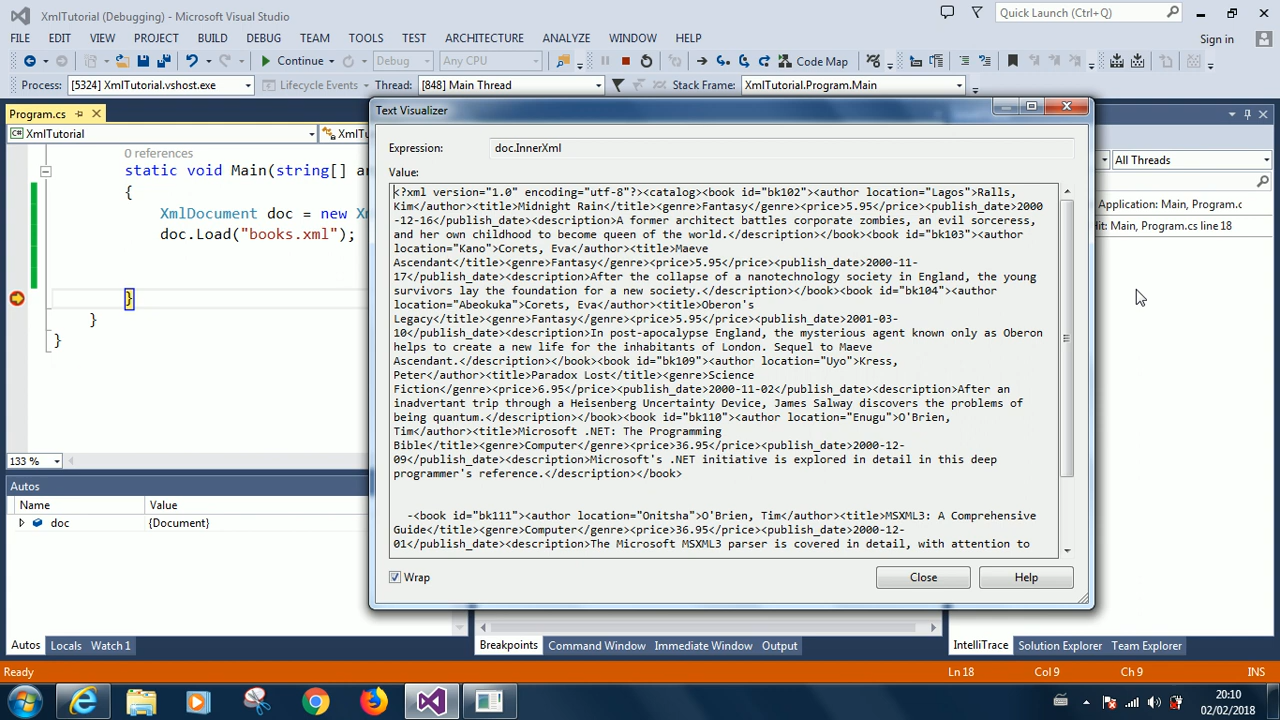 XmlTutorial (Debugging) - Microsoft Visual Studio
Quick Launch (Ctrl+Q)
FILE EDIT VIEW PROJECT BUILD DEBUG TEAM TOOLS TEST ARCHITECTURE ANALYZE WINDOW HELP
Sign in
Continue Debug Any CPU Code Map
Process: [5324] XmlTutorial.vshost.exe Lifecycle Events Thread: [848] Main Thread Stack Frame: XmlTutorial.Program.Main
Program.cs
XmlTutorial
XmlTu
0 references
static void Main(string[] ar
{
XmlDocument doc = new Xm
doc.Load("books.xml");
}
}
}
133 %
Autos
Name Value
doc {Document}
Autos Locals Watch 1
Text Visualizer
Expression: doc.InnerXml
Value:
<?xml version="1.0" encoding="utf-8"?><catalog><book id="bk102"><author location="Lagos">Ralls,
Kim</author><title>Midnight Rain</title><genre>Fantasy</genre><price>5.95</price><publish_date>2000
-12-16</publish_date><description>A former architect battles corporate zombies, an evil sorceress,
and her own childhood to become queen of the world.</description></book><book id="bk103"><author
location="Kano">Corets, Eva</author><title>Maeve
Ascendant</title><genre>Fantasy</genre><price>5.95</price><publish_date>2000-11-
17</publish_date><description>After the collapse of a nanotechnology society in England, the young
survivors lay the foundation for a new society.</description></book><book id="bk104"><author
location="Abeokuka">Corets, Eva</author><title>Oberon's
Legacy</title><genre>Fantasy</genre><price>5.95</price><publish_date>2001-03-
10</publish_date><description>In post-apocalypse England, the mysterious agent known only as Oberon
helps to create a new life for the inhabitants of London. Sequel to Maeve
Ascendant.</description></book><book id="bk109"><author location="Uyo">Kress,
Peter</author><title>Paradox Lost</title><genre>Science
Fiction</genre><price>6.95</price><publish_date>2000-11-02</publish_date><description>After an
inadvertant trip through a Heisenberg Uncertainty Device, James Salway discovers the problems of
being quantum.</description></book><book id="bk110"><author location="Enugu">O'Brien,
Tim</author><title>Microsoft .NET: The Programming
Bible</title><genre>Computer</genre><price>36.95</price><publish_date>2000-12-
09</publish_date><description>Microsoft's .NET initiative is explored in detail in this deep
programmer's reference.</description></book>
-<book id="bk111"><author location="Onitsha">O'Brien, Tim</author><title>MSXML3: A Comprehensive
Guide</title><genre>Computer</genre><price>36.95</price><publish_date>2000-12-
01</publish_date><description>The Microsoft MSXML3 parser is covered in detail, with attention to
Wrap
Close Help
All Threads
Application: Main, Program.c
Hit: Main, Program.cs line 18
Breakpoints Command Window Immediate Window Output
IntelliTrace Solution Explorer Team Explorer
Ready Ln 18 Col 9 Ch 9 INS
20:10
02/02/2018